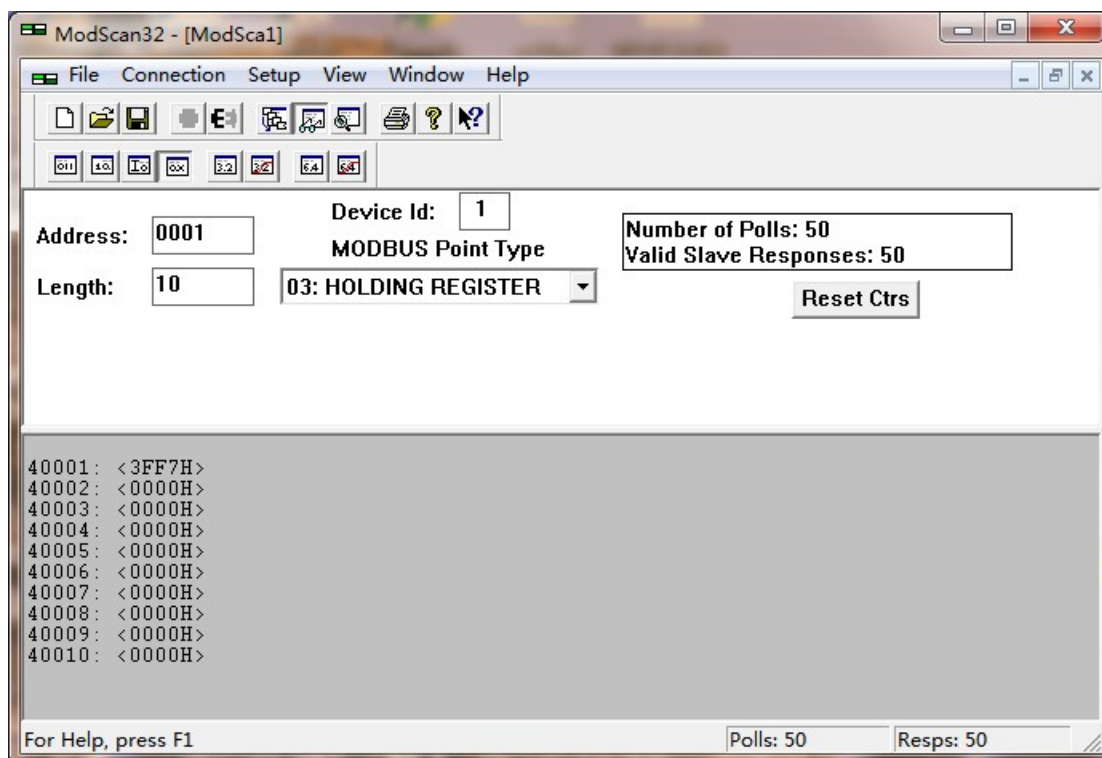 ModScan32 - [ModSca1]
File Connection Setup View Window Help
Address: 0001
Device Id: 1
MODBUS Point Type
Length: 10
03: HOLDING REGISTER
Number of Polls: 50
Valid Slave Responses: 50
Reset Ctrs
40001: <3FF7H>
40002: <0000H>
40003: <0000H>
40004: <0000H>
40005: <0000H>
40006: <0000H>
40007: <0000H>
40008: <0000H>
40009: <0000H>
40010: <0000H>
For Help, press F1
Polls: 50
Resps: 50